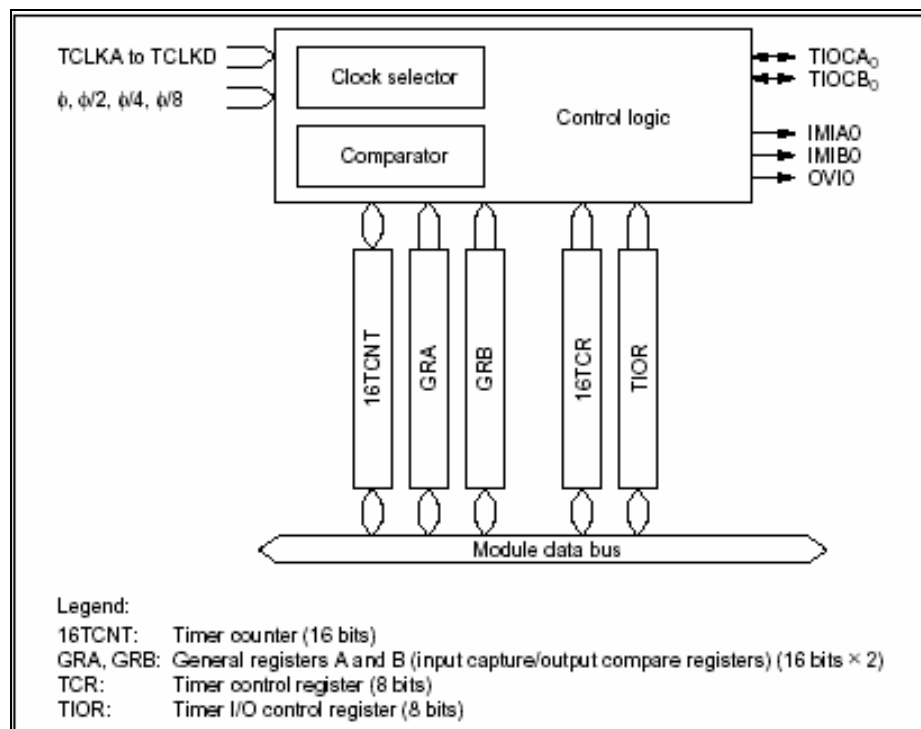 TCLKA to TCLKD
ϕ, ϕ/2, ϕ/4, ϕ/8
Clock selector
Comparator
Control logic
TIOCA₀
TIOCB₀
IMIA0
IMIB0
OVI0
16TCNT
GRA
GRB
16TCR
TIOR
Module data bus
Legend:
16TCNT: Timer counter (16 bits)
GRA, GRB: General registers A and B (input capture/output compare registers) (16 bits × 2)
TCR: Timer control register (8 bits)
TIOR: Timer I/O control register (8 bits)